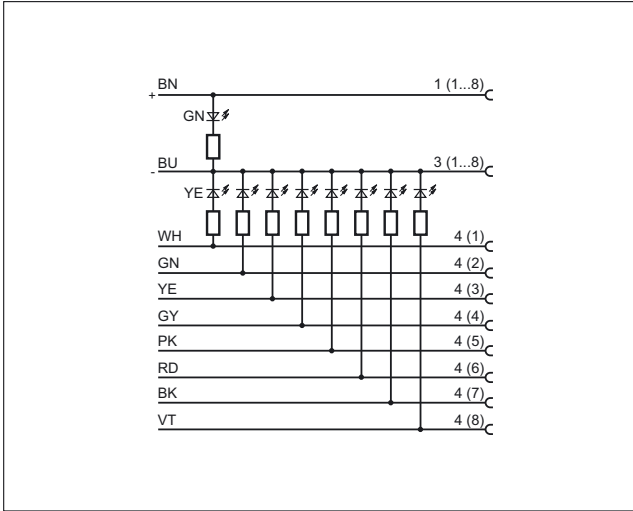 BN 1 (1...8)
+
GN
BU 3 (1...8)
-
YE
WH 4 (1)
GN 4 (2)
YE 4 (3)
GY 4 (4)
PK 4 (5)
RD 4 (6)
BK 4 (7)
VT 4 (8)